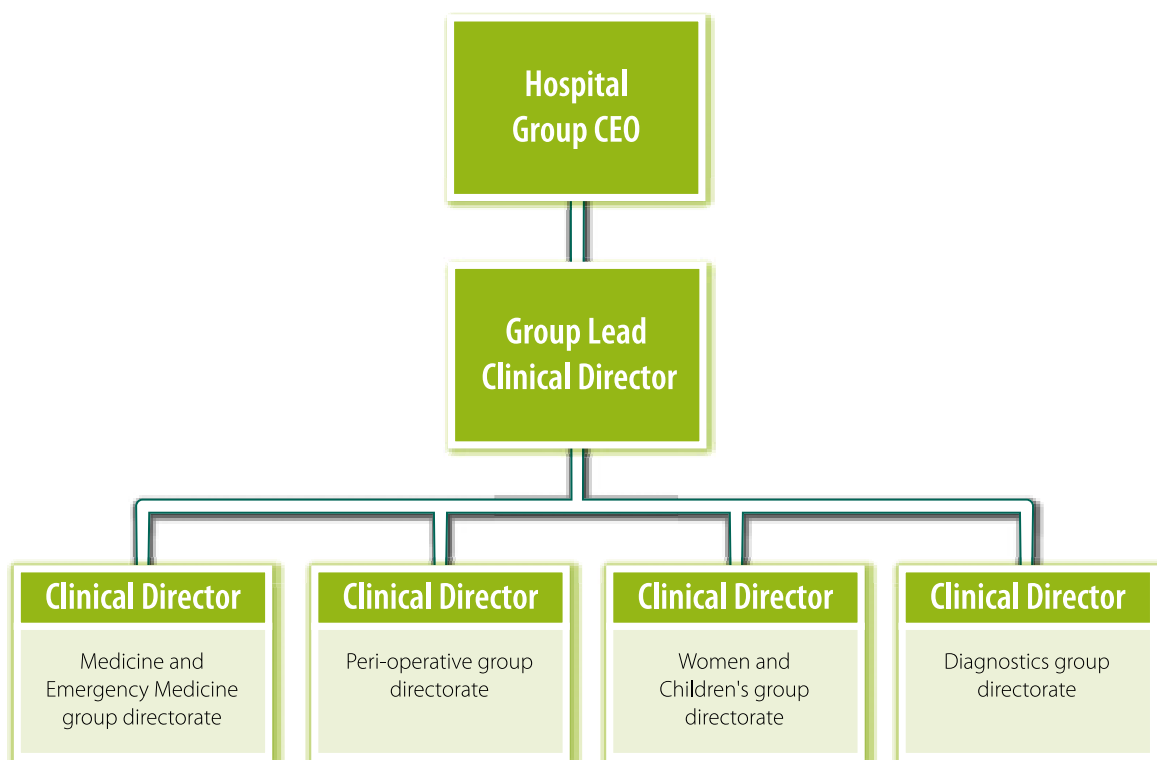 Hospital
Group CEO
Group Lead
Clinical Director
Clinical Director
Medicine and
Emergency Medicine
group directorate
Clinical Director
Peri-operative group
directorate
Clinical Director
Women and
Children's group
directorate
Clinical Director
Diagnostics group
directorate